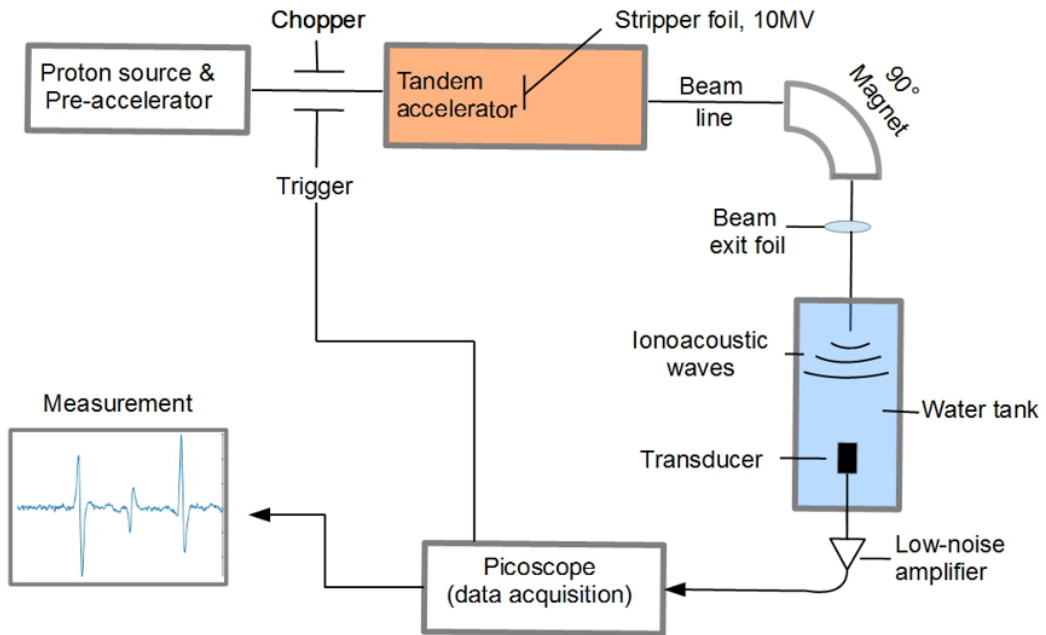 Chopper
Stripper foil, 10MV
Proton source &
Pre-accelerator
Tandem
accelerator
Beam
line
90°
Magnet
Trigger
Beam
exit foil
Ionoacoustic
waves
Measurement
Water tank
Transducer
Low-noise
amplifier
Picoscope
(data acquisition)